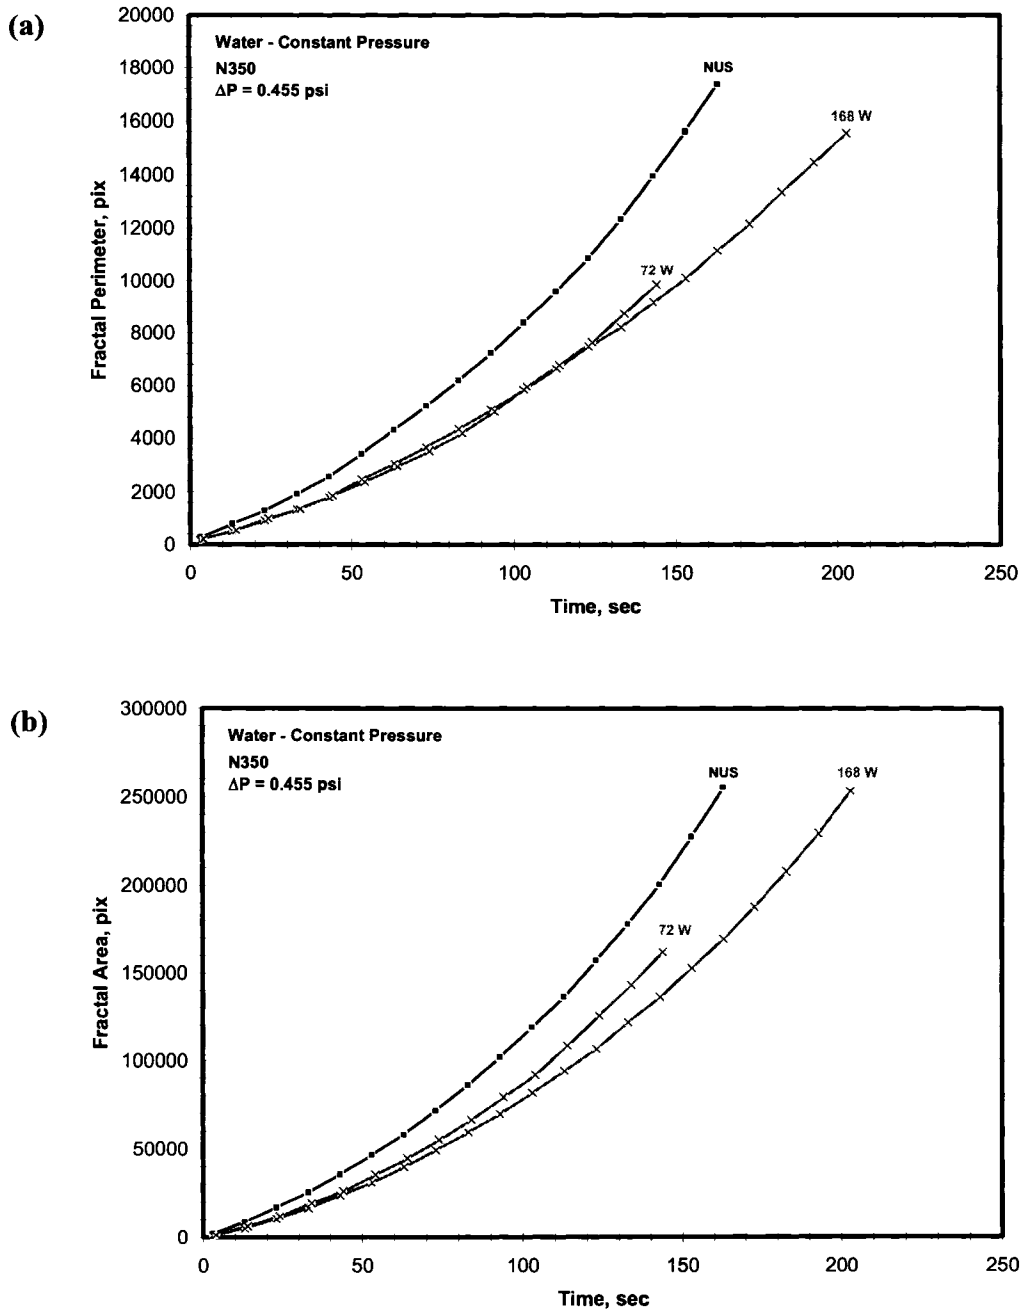 (a)
20000
18000
16000
14000
12000
10000
8000
6000
4000
2000
0
Fractal Perimeter, pix
Water - Constant Pressure
N350
ΔP = 0.455 psi
NUS
168 W
72 W
0 50 100 150 200 250
Time, sec
(b)
300000
250000
200000
150000
100000
50000
0
Fractal Area, pix
Water - Constant Pressure
N350
ΔP = 0.455 psi
NUS
168 W
72 W
0 50 100 150 200 250
Time, sec